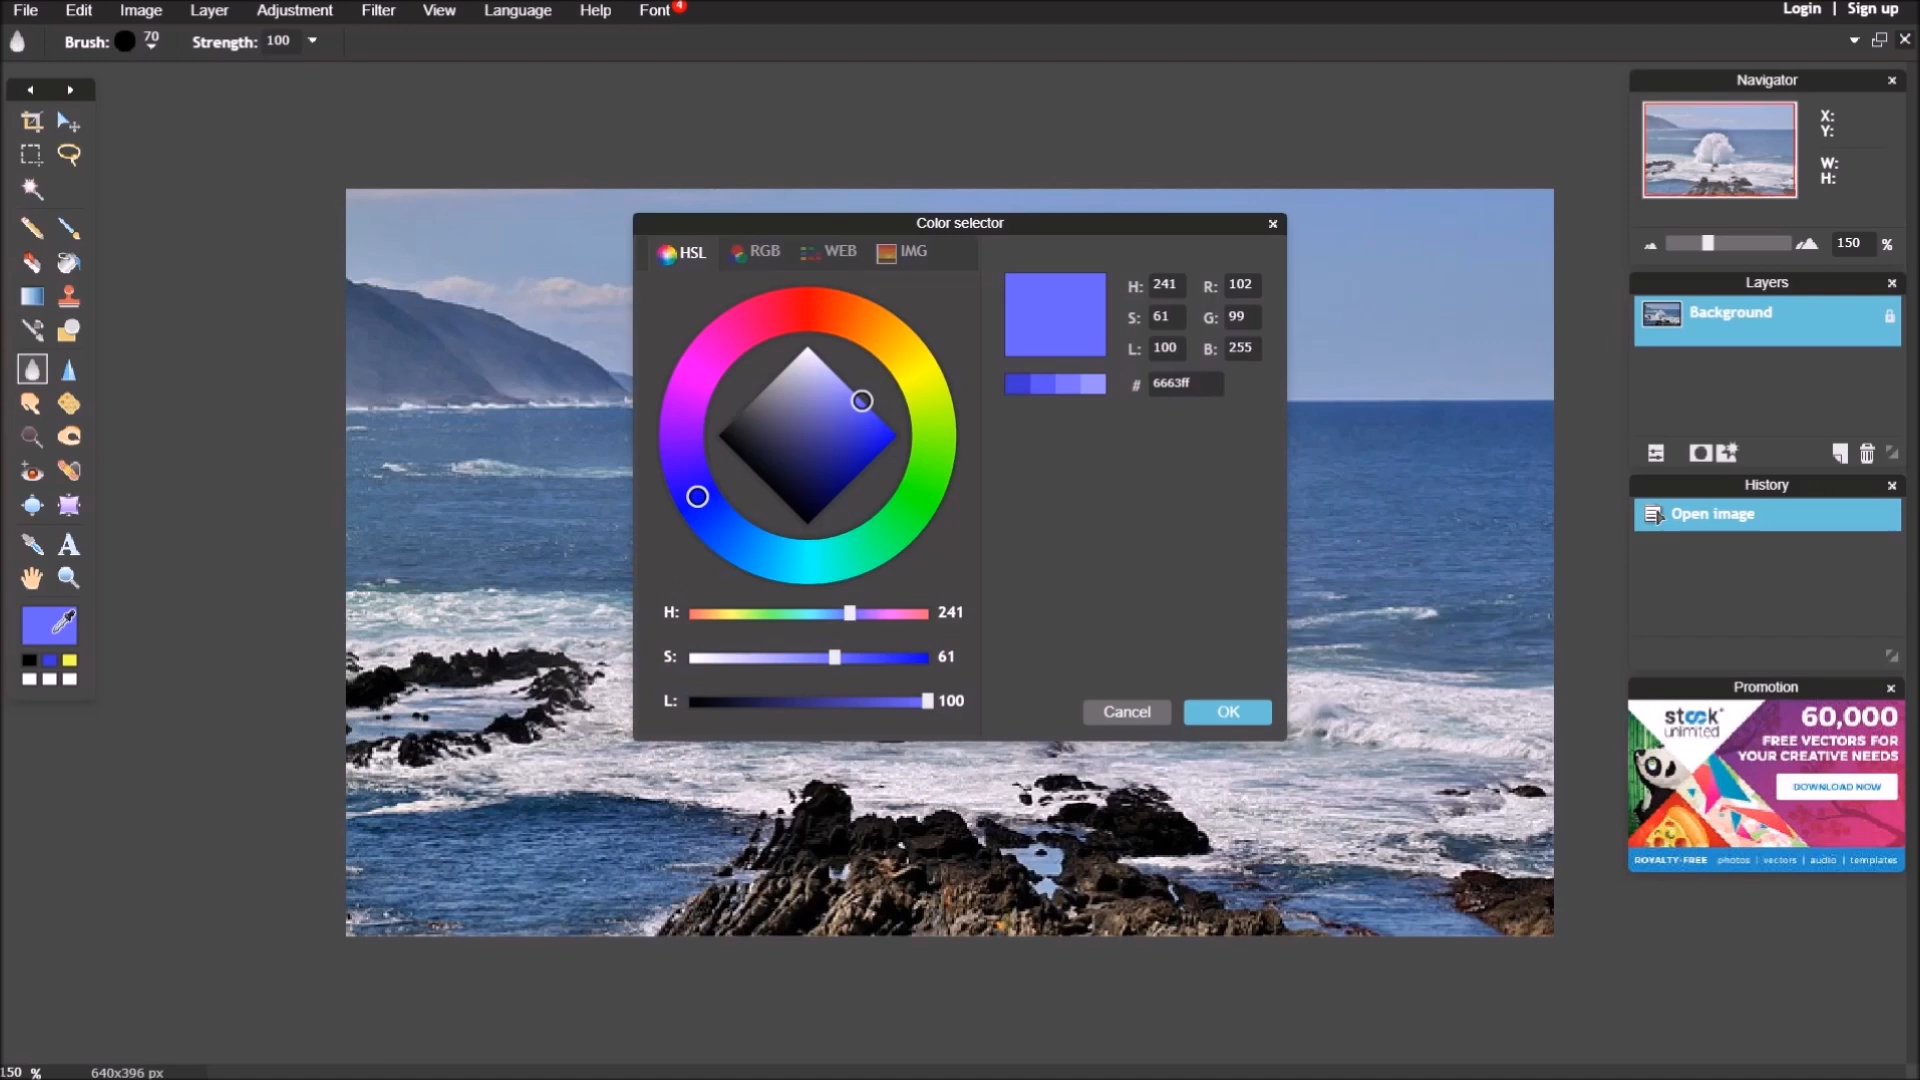 File Edit Image Layer Adjustment Filter View Language Help Font 4 Login | Sign up
Brush: 70 Strength: 100
Navigator
X:
Y:
W:
H:
150 %
Color selector
HSL RGB WEB IMG
H: 241 R: 102
S: 61 G: 99
L: 100 B: 255
# 6663ff
H: 241
S: 61
L: 100
Cancel OK
Layers
Background
History
Open image
Promotion
stock unlimited
60,000
FREE VECTORS FOR
YOUR CREATIVE NEEDS
DOWNLOAD NOW
ROYALTY-FREE photos | vectors | audio | templates
A
150 % 640x396 px